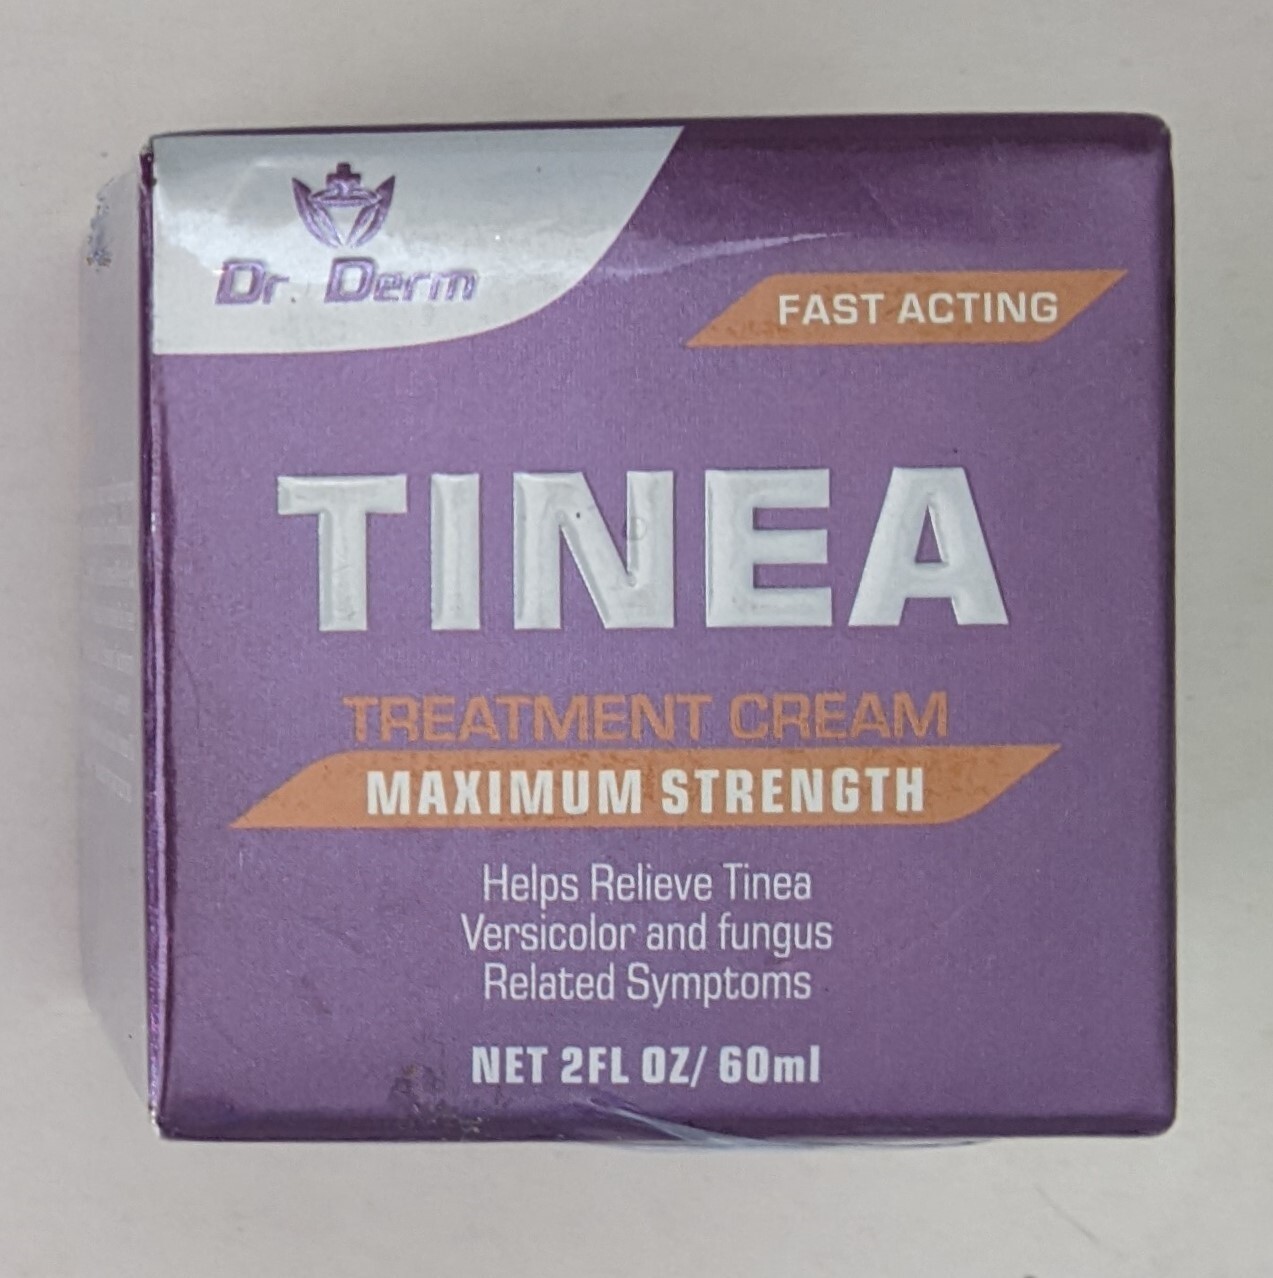 Dr. Derm
FAST ACTING
TINEA
TREATMENT CREAM
MAXIMUM STRENGTH
Helps Relieve Tinea
Versicolor and fungus
Related Symptoms
NET 2FL OZ/ 60ml